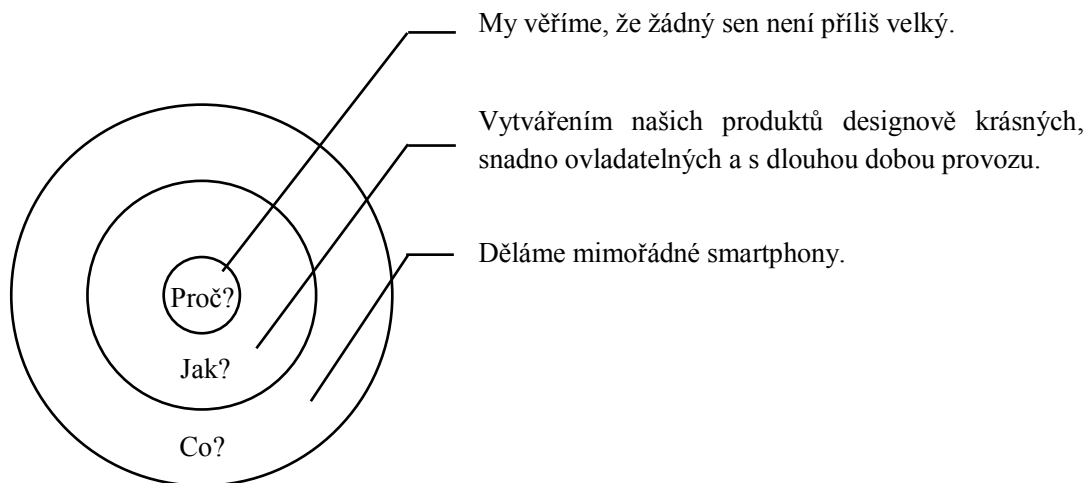 My věříme, že žádný sen není příliš velký.
Vytvářením našich produktů designově krásných,
snadno ovladatelných a s dlouhou dobou provozu.
Děláme mimořádné smartphony.
Proč?
Jak?
Co?